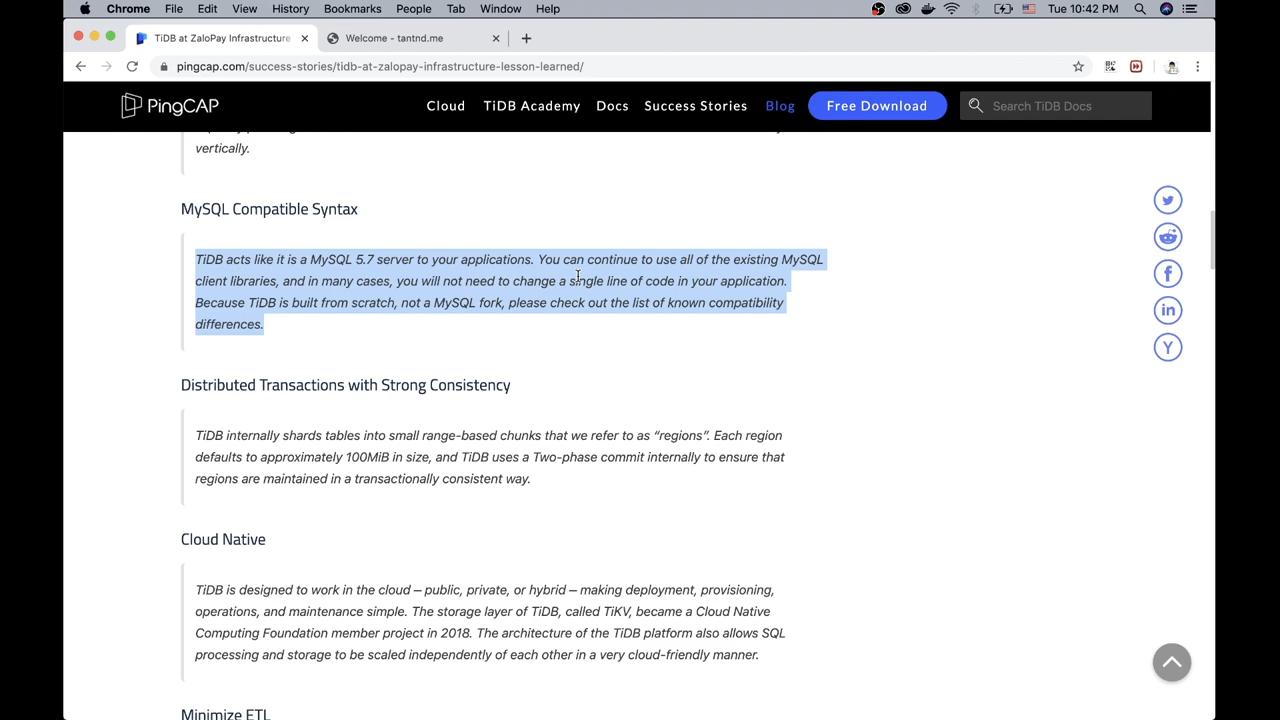 Chrome File Edit View History Bookmarks People Tab Window Help Tue 10:42 PM
TiDB at ZaloPay Infrastructure Welcome - tantnd.me
pingcap.com/success-stories/tidb-at-zalopay-infrastructure-lesson-learned/
PingCAP Cloud TiDB Academy Docs Success Stories Blog Free Download Search TiDB Docs
vertically.
MySQL Compatible Syntax
TiDB acts like it is a MySQL 5.7 server to your applications. You can continue to use all of the existing MySQL
client libraries, and in many cases, you will not need to change a single line of code in your application.
Because TiDB is built from scratch, not a MySQL fork, please check out the list of known compatibility
differences.
Distributed Transactions with Strong Consistency
TiDB internally shards tables into small range-based chunks that we refer to as “regions”. Each region
defaults to approximately 100MiB in size, and TiDB uses a Two-phase commit internally to ensure that
regions are maintained in a transactionally consistent way.
Cloud Native
TiDB is designed to work in the cloud – public, private, or hybrid – making deployment, provisioning,
operations, and maintenance simple. The storage layer of TiDB, called TiKV, became a Cloud Native
Computing Foundation member project in 2018. The architecture of the TiDB platform also allows SQL
processing and storage to be scaled independently of each other in a very cloud-friendly manner.
Minimize ETL